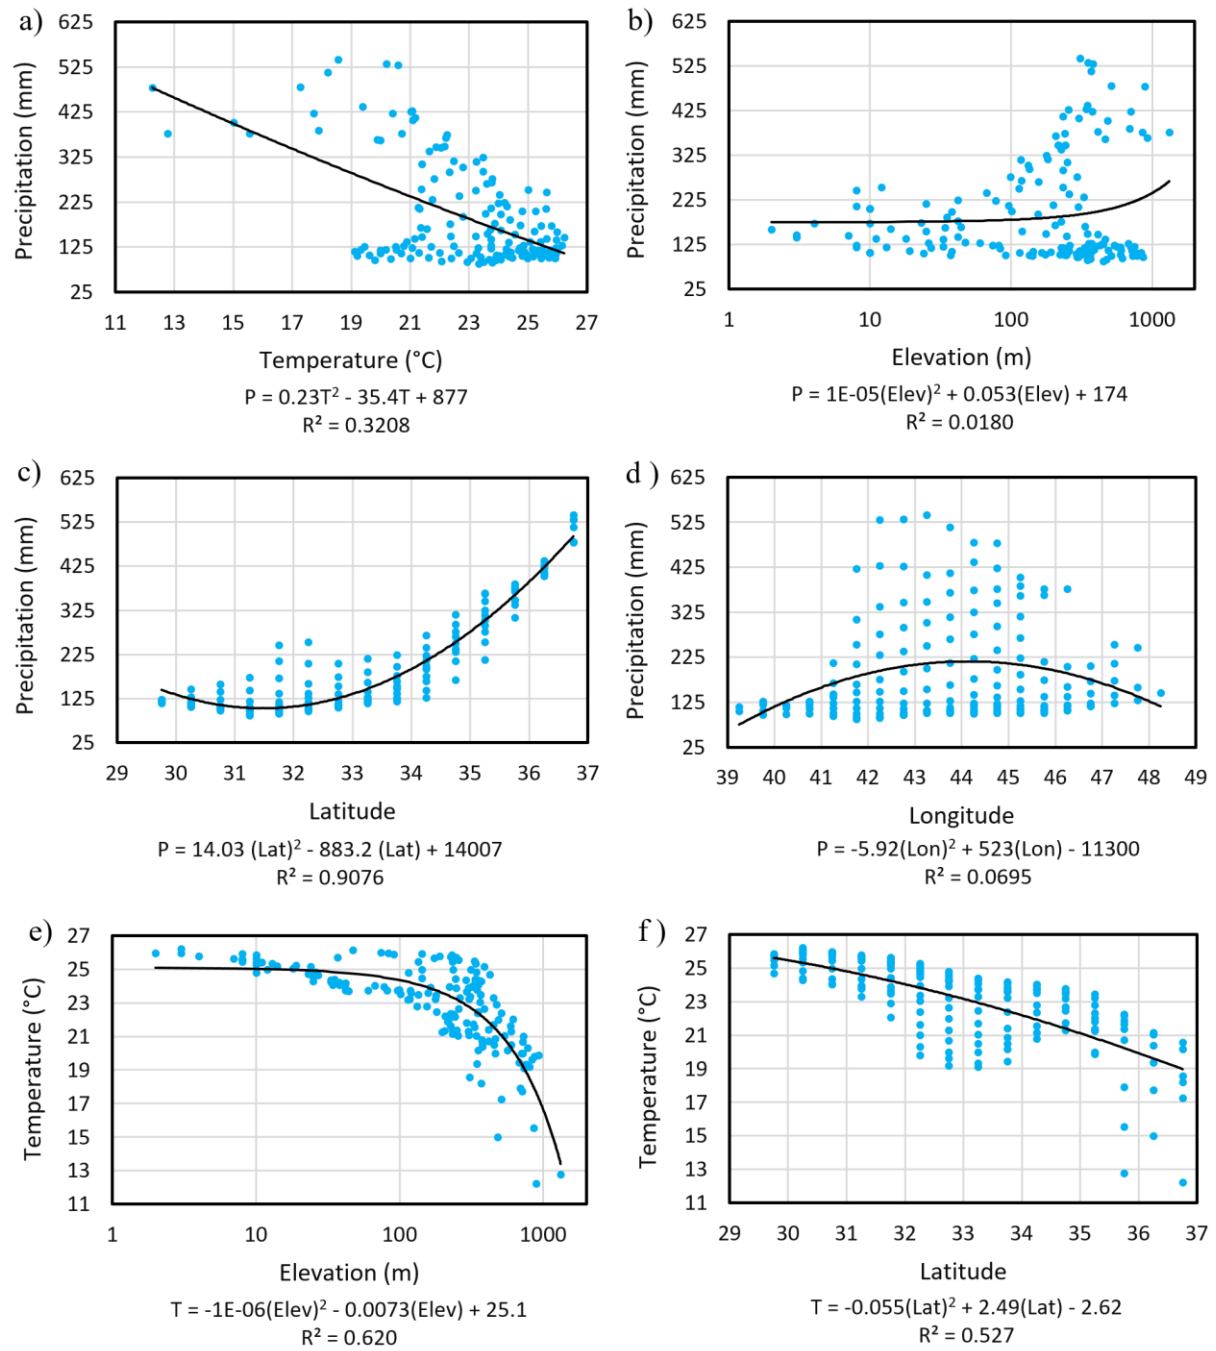 a)
625
525
425
325
225
125
25
Precipitation (mm)
11 13 15 17 19 21 23 25 27
Temperature (°C)
P = 0.23T² - 35.4T + 877
R² = 0.3208
b)
625
525
425
325
225
125
25
Precipitation (mm)
1 10 100 1000
Elevation (m)
P = 1E-05(Elev)² + 0.053(Elev) + 174
R² = 0.0180
c)
625
525
425
325
225
125
25
Precipitation (mm)
29 30 31 32 33 34 35 36 37
Latitude
P = 14.03 (Lat)² - 883.2 (Lat) + 14007
R² = 0.9076
d )
625
525
425
325
225
125
25
Precipitation (mm)
39 40 41 42 43 44 45 46 47 48 49
Longitude
P = -5.92(Lon)² + 523(Lon) - 11300
R² = 0.0695
e)
27
25
23
21
19
17
15
13
11
Temperature (°C)
1 10 100 1000
Elevation (m)
T = -1E-06(Elev)² - 0.0073(Elev) + 25.1
R² = 0.620
f )
27
25
23
21
19
17
15
13
11
Temperature (°C)
29 30 31 32 33 34 35 36 37
Latitude
T = -0.055(Lat)² + 2.49(Lat) - 2.62
R² = 0.527